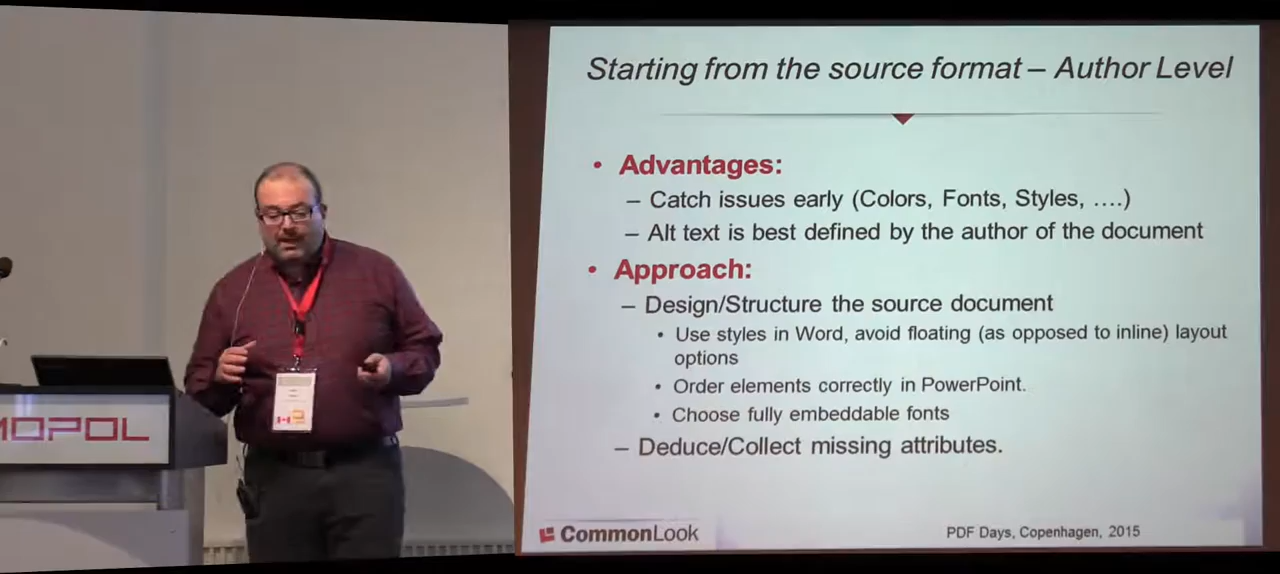 Starting from the source format – Author Level
• Advantages:
– Catch issues early (Colors, Fonts, Styles, ….)
– Alt text is best defined by the author of the document
• Approach:
– Design/Structure the source document
• Use styles in Word, avoid floating (as opposed to inline) layout
options
• Order elements correctly in PowerPoint.
• Choose fully embeddable fonts
– Deduce/Collect missing attributes.
CommonLook
PDF Days, Copenhagen, 2015
MOPOL